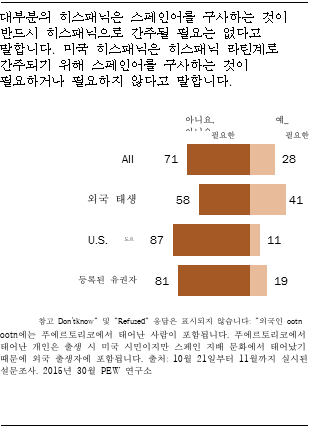 대부분의 히스패닉은 스페인어를 구사하는 것이
반드시 히스패닉으로 간주될 필요는 없다고
말합니다. 미국 히스패닉은 히스패닉 라틴계로
간주되기 위해 스페인어를 구사하는 것이
필요하거나 필요하지 않다고 말합니다.
아니요, 예_
필요한 필요한
All 71 28
외국 태생 58 41
U.S. 87 11
등록된 유권자 81 19
참고 Don'tknow" 및 "Refused" 응답은 표시되지 않습니다: "외국인 ootn
ootn에는 푸에르토리코에서 태어난 사람이 포함됩니다. 푸에르토리코에서
태어난 개인은 출생 시 미국 시민이지만 스페인 지배 문화에서 태어났기
때문에 외국 출생자에 포함됩니다. 출처: 10월 21일부터 11월까지 실시된
설문조사. 2015년 30월 PEW 연구소